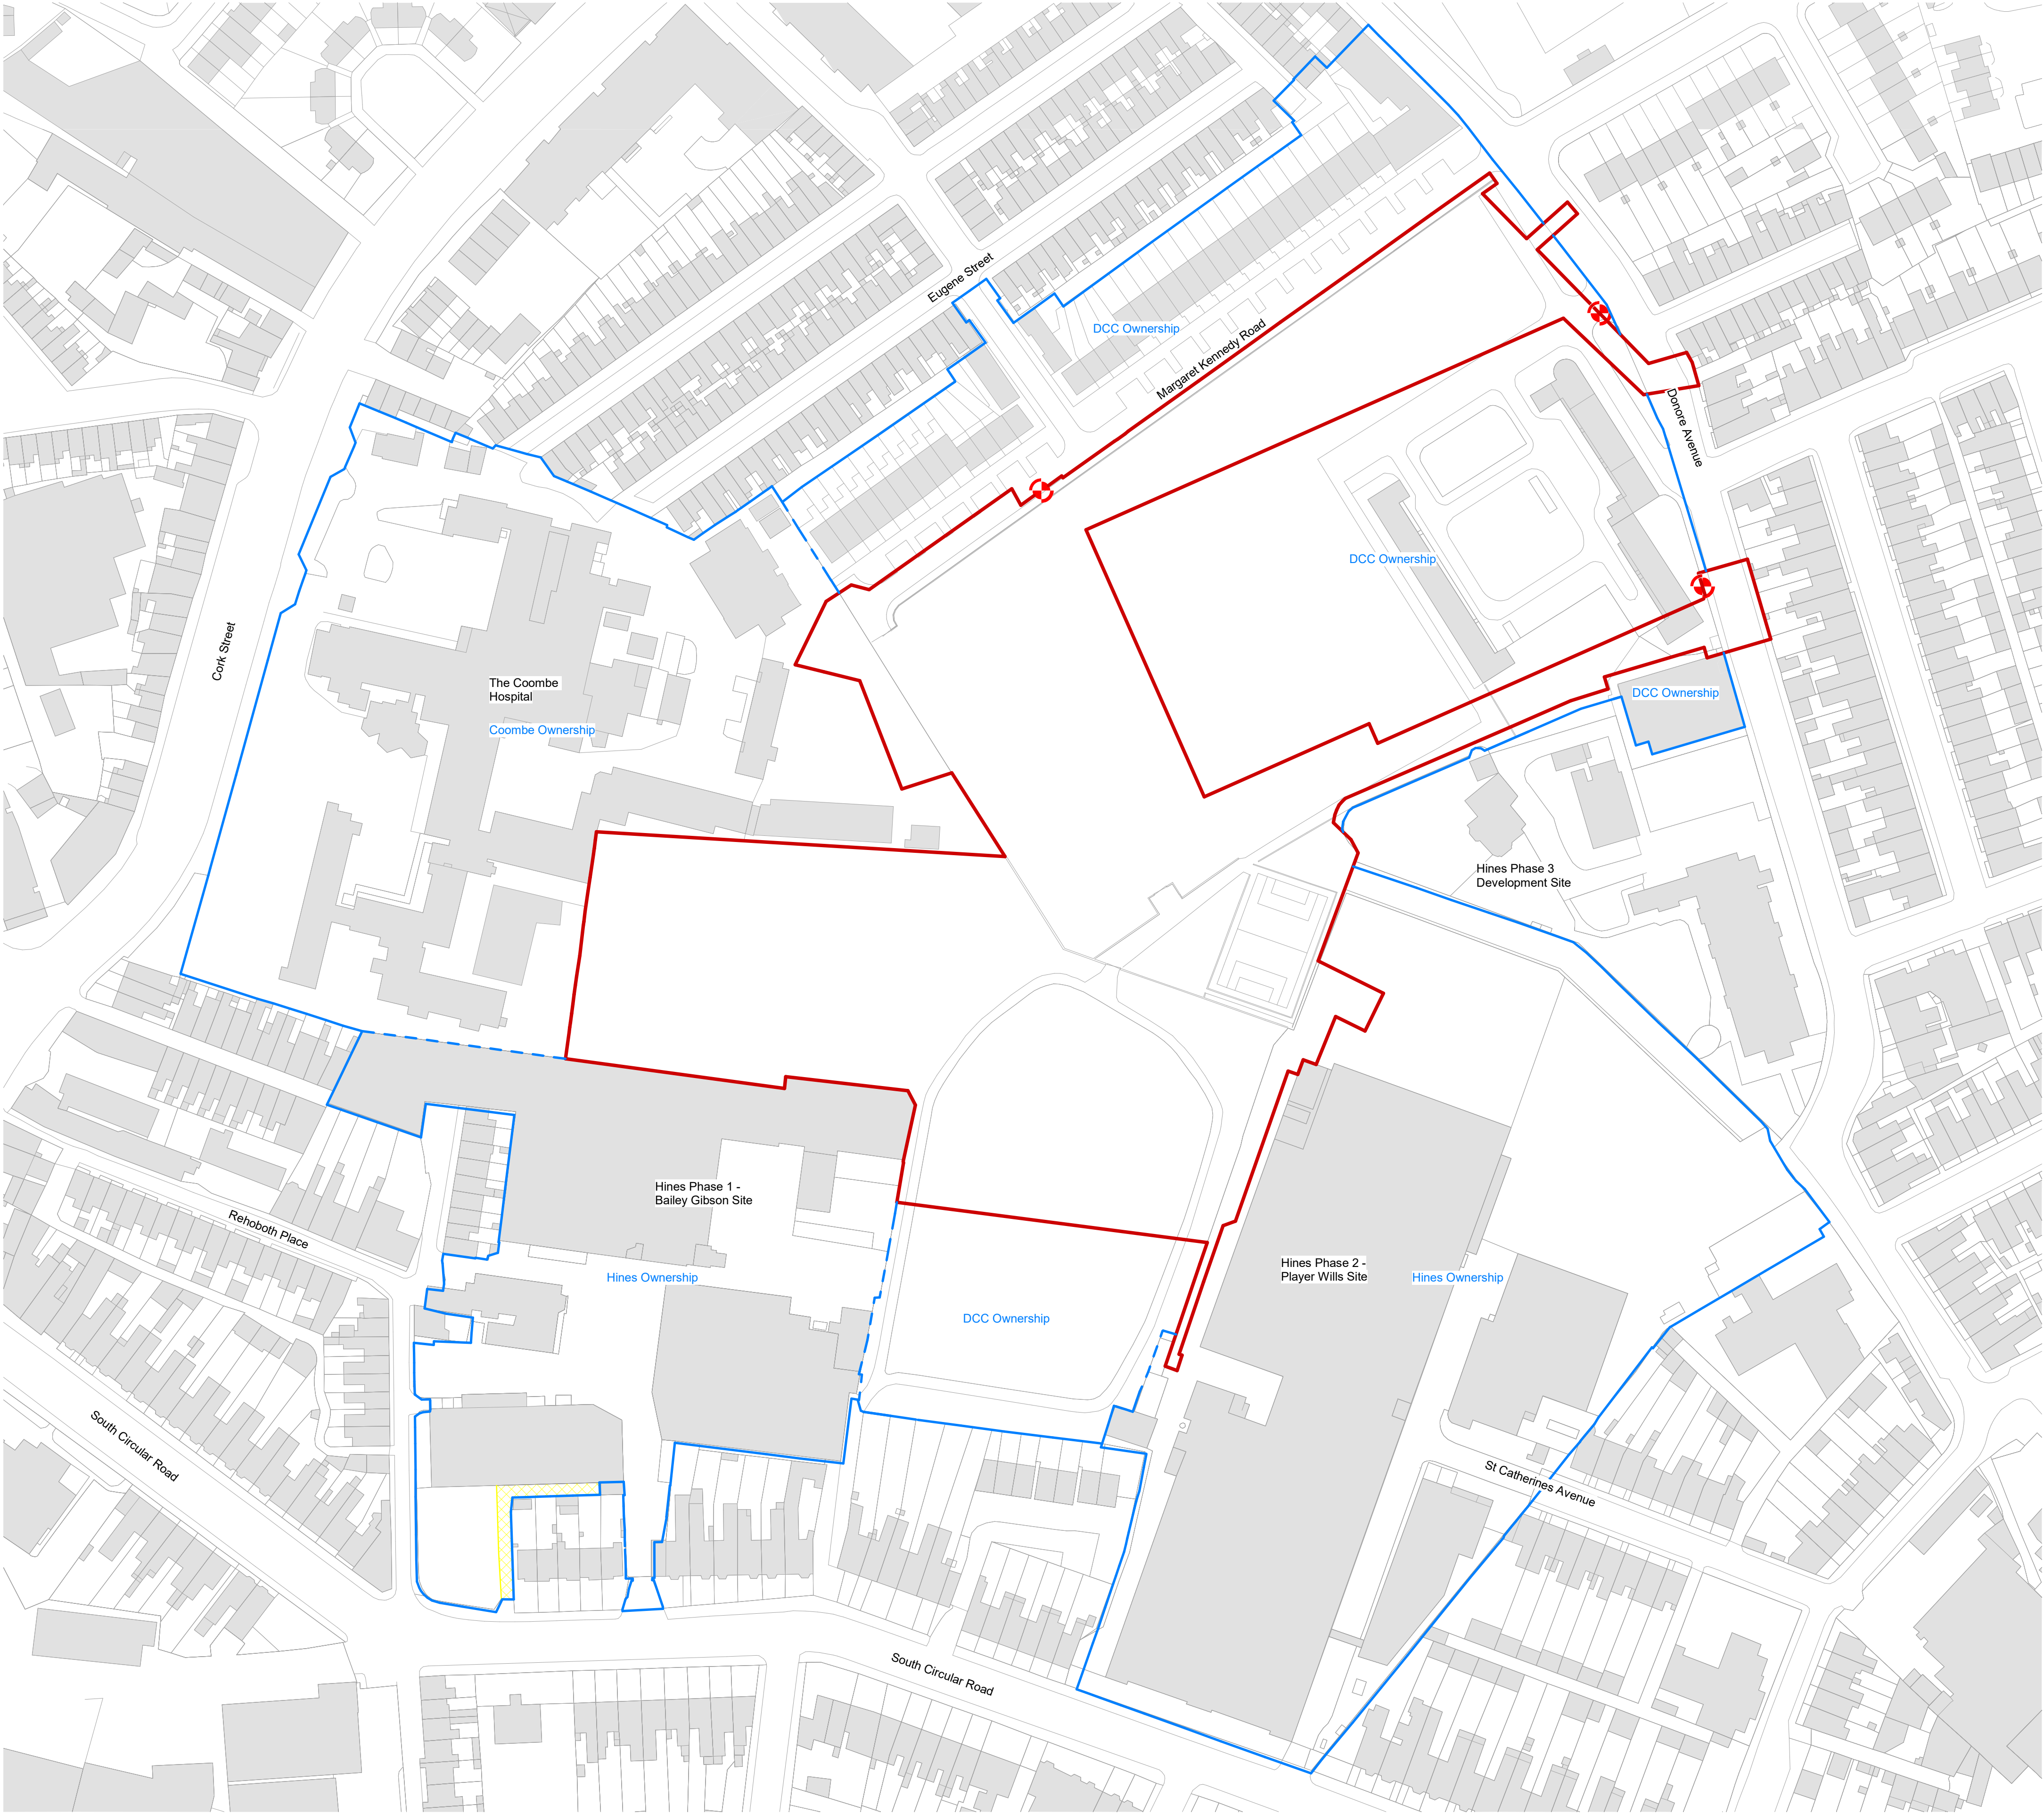 Eugene Street
DCC Ownership
Margaret Kennedy Road
Donore Avenue
DCC Ownership
Cork Street
The Coombe
Hospital
Coombe Ownership
DCC Ownership
Hines Phase 3
Development Site
Hines Phase 1 -
Bailey Gibson Site
Rehoboth Place
Hines Ownership
Hines Phase 2 -
Player Wills Site
Hines Ownership
DCC Ownership
South Circular Road
St Catherines Avenue
South Circular Road